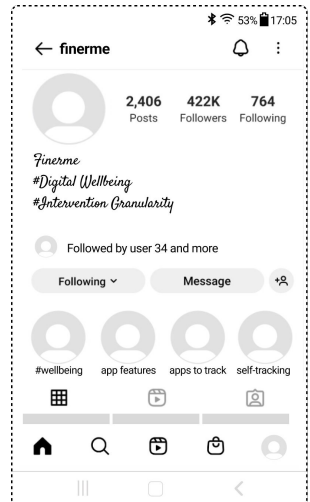 53% 17:05
finerme
2,406 422K 764
Posts Followers Following
Finerme
#Digital Wellbeing
#Intervention Granularity
Followed by user 34 and more
Following Message
#wellbeing app features apps to track self-tracking